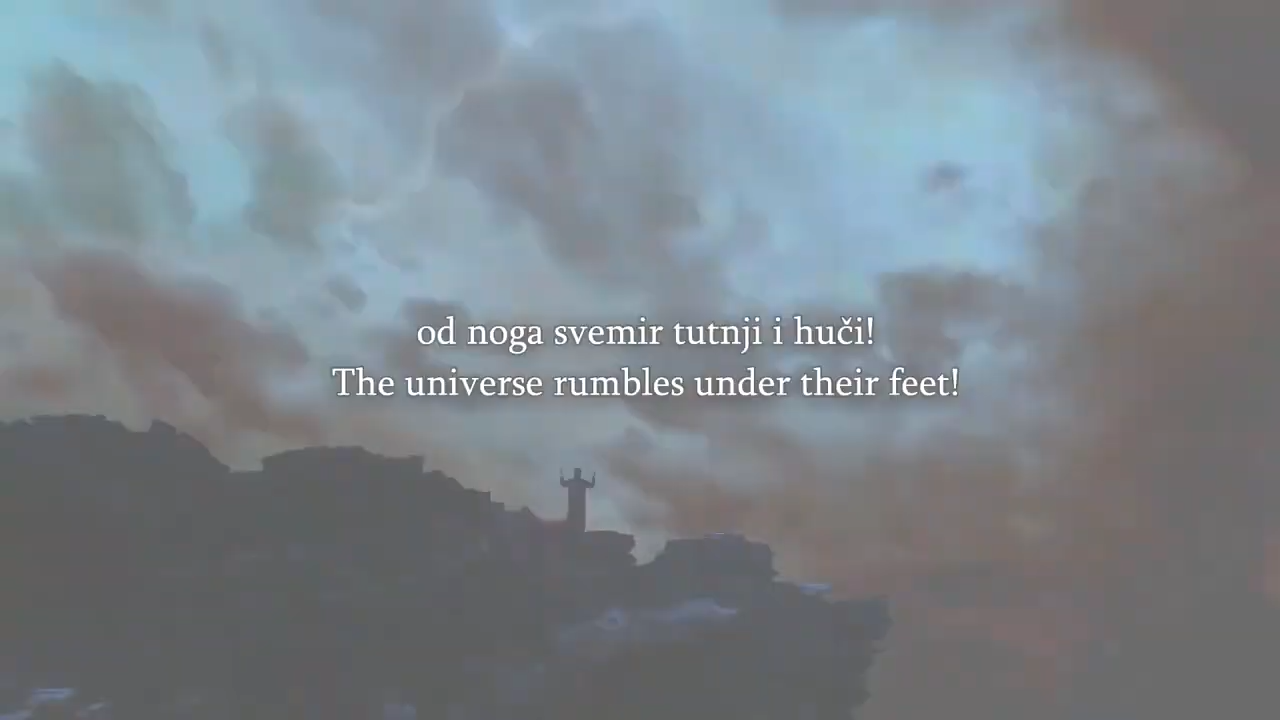 od noga svemir tutnji i huči!
The universe rumbles under their feet!